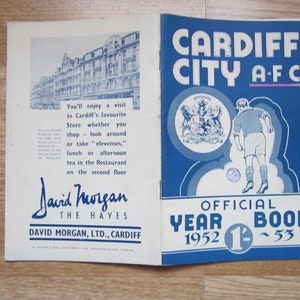 You'll enjoy a visit
to Cardiff's favourite
Store whether you
shop — look around
or take "elevenses,"
lunch or afternoon
tea in the Restaurant
on the second floor
David Morgan
THE HAYES
DAVID MORGAN, LTD., CARDIFF
CARDIFF
CITY A·F·C
OFFICIAL
YEAR BOOK
1952 1/- ~53